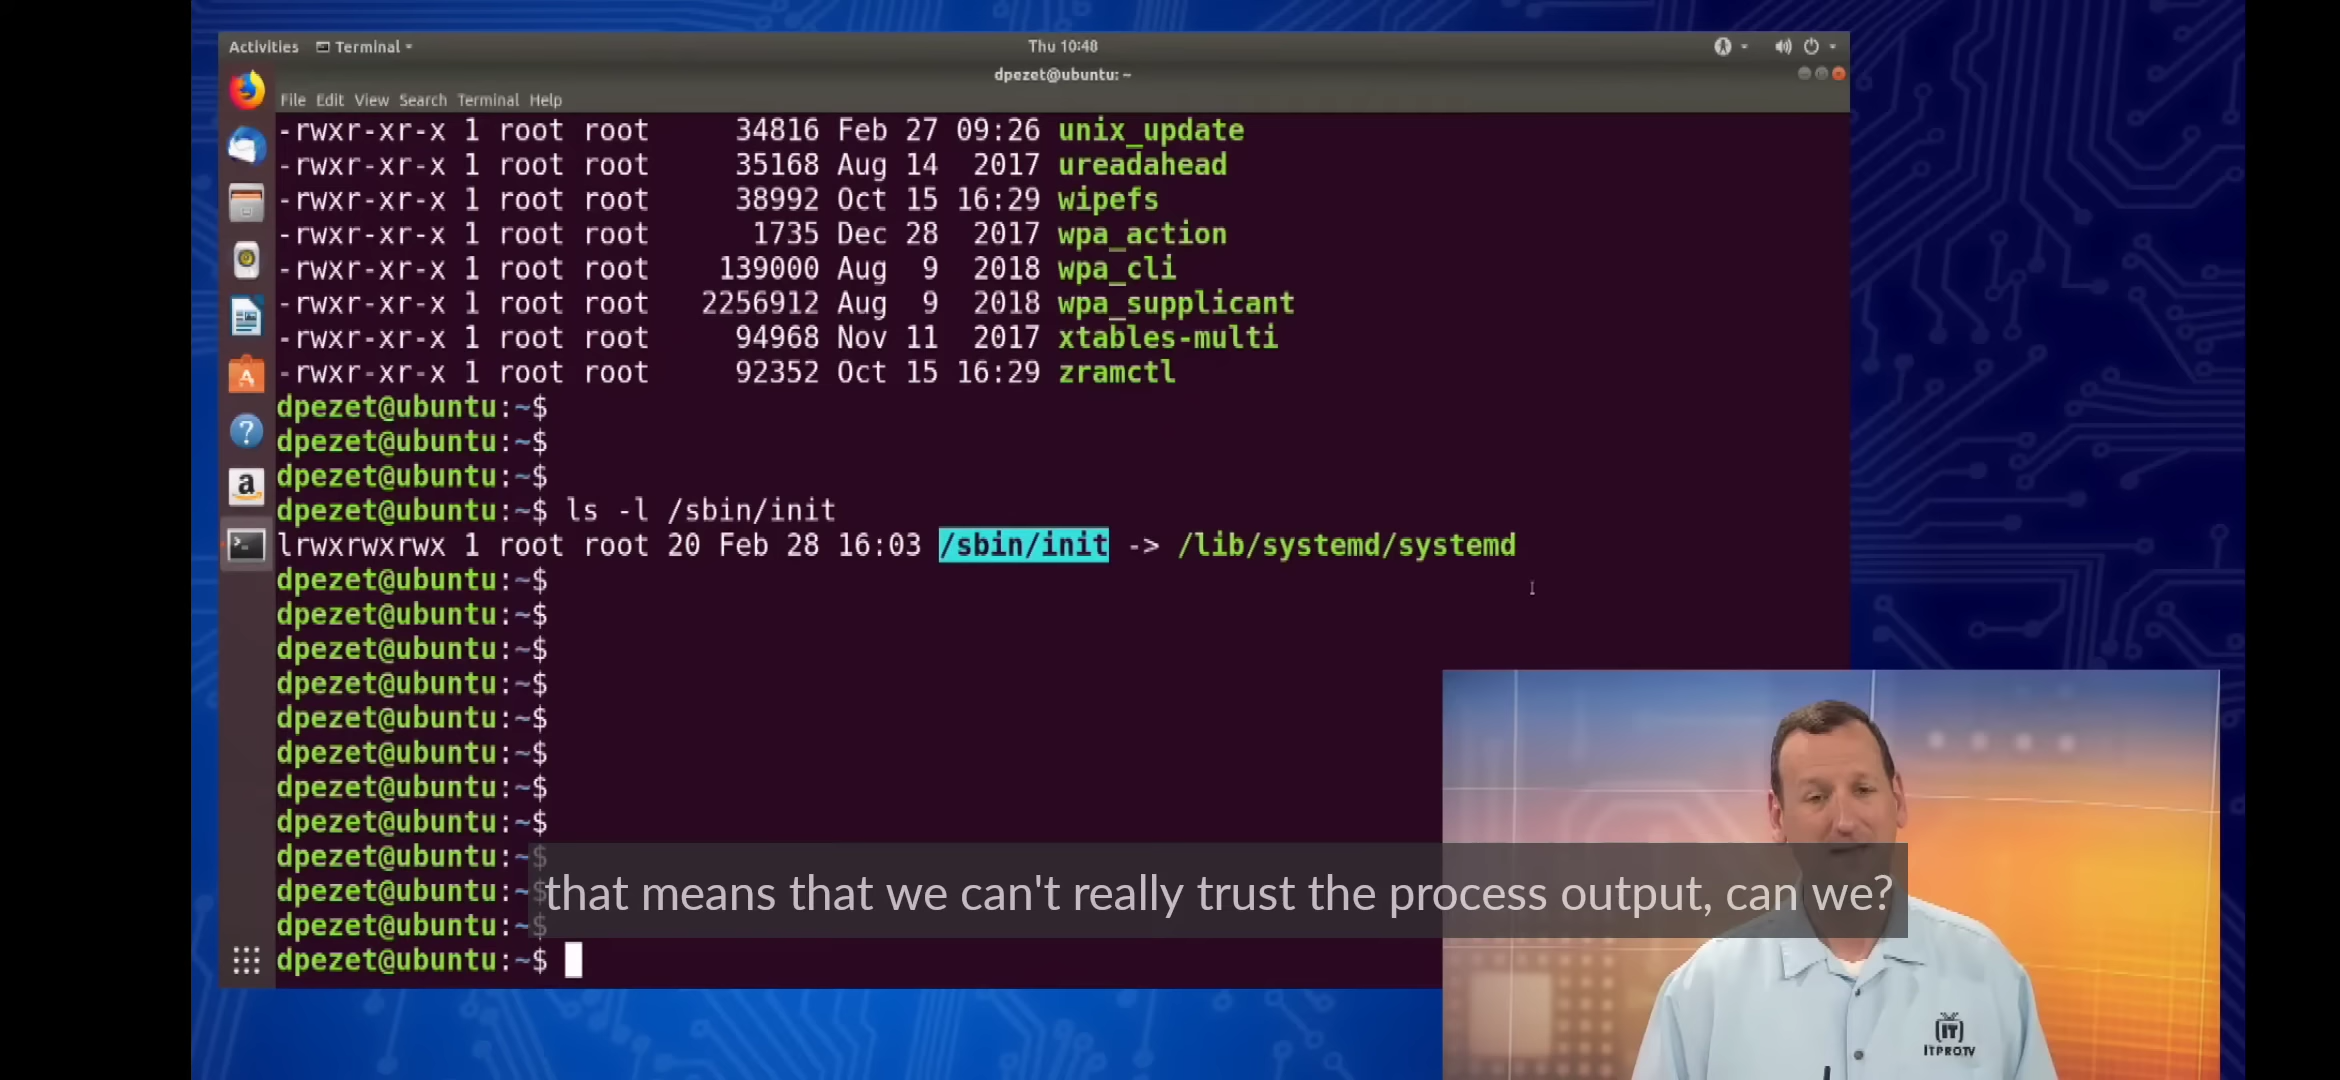 Activities Terminal Thu 10:48
dpezet@ubuntu: ~
File Edit View Search Terminal Help
-rwxr-xr-x 1 root root 34816 Feb 27 09:26 unix_update
-rwxr-xr-x 1 root root 35168 Aug 14 2017 ureadahead
-rwxr-xr-x 1 root root 38992 Oct 15 16:29 wipefs
-rwxr-xr-x 1 root root 1735 Dec 28 2017 wpa_action
-rwxr-xr-x 1 root root 139000 Aug 9 2018 wpa_cli
-rwxr-xr-x 1 root root 2256912 Aug 9 2018 wpa_supplicant
-rwxr-xr-x 1 root root 94968 Nov 11 2017 xtables-multi
-rwxr-xr-x 1 root root 92352 Oct 15 16:29 zramctl
dpezet@ubuntu:~$
dpezet@ubuntu:~$
dpezet@ubuntu:~$
dpezet@ubuntu:~$ ls -l /sbin/init
lrwxrwxrwx 1 root root 20 Feb 28 16:03 /sbin/init -> /lib/systemd/systemd
dpezet@ubuntu:~$
dpezet@ubuntu:~$
dpezet@ubuntu:~$
dpezet@ubuntu:~$
dpezet@ubuntu:~$
dpezet@ubuntu:~$
dpezet@ubuntu:~$
dpezet@ubuntu:~$
dpezet@ubuntu:~$
dpezet@ubuntu:~$
dpezet@ubuntu:~$
dpezet@ubuntu:~$
that means that we can't really trust the process output, can we?
IT
ITPROTV